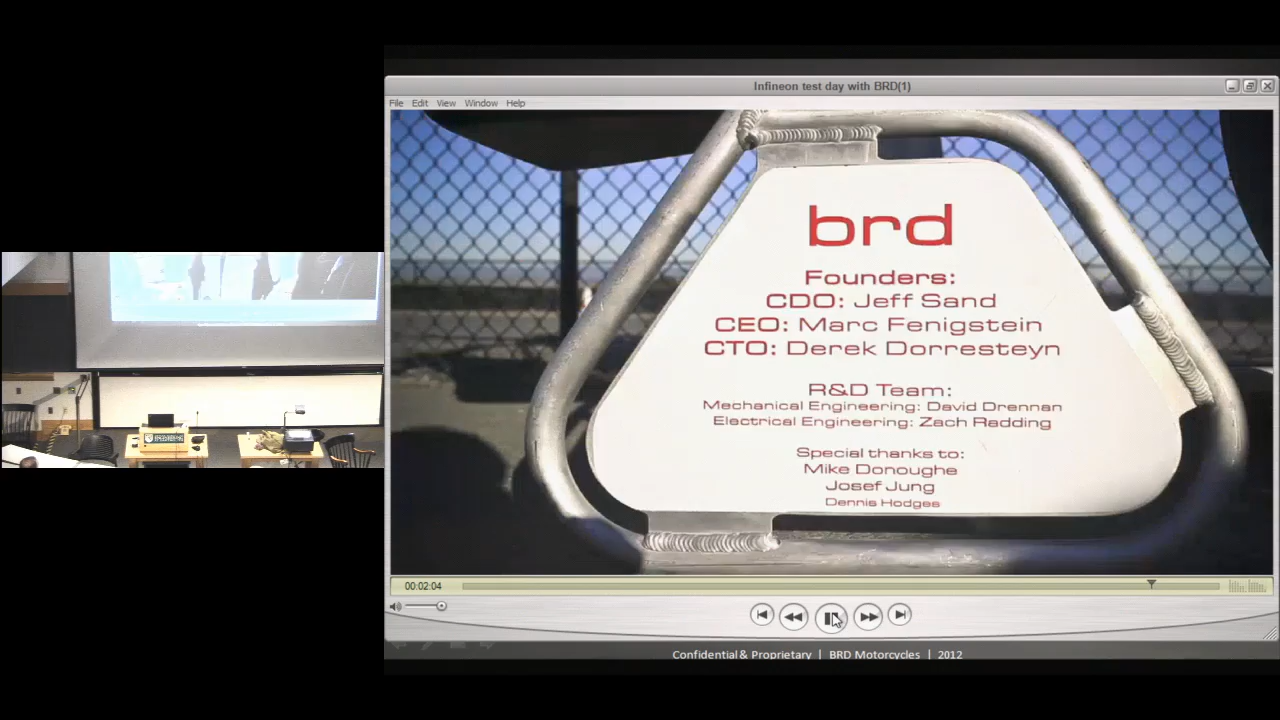 Infineon test day with BRD(1)
File Edit View Window Help
brd
Founders:
CDO: Jeff Sand
CEO: Marc Fenigstein
CTO: Derek Dorresteyn
R&D Team:
Mechanical Engineering: David Drennan
Electrical Engineering: Zach Radding
Special thanks to:
Mike Donoughe
Josef Jung
Dennis Hodges
00:02:04
Confidential & Proprietary | BRD Motorcycles | 2012